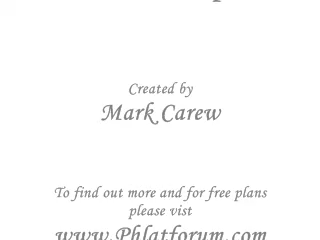 Created by
Mark Carew
To find out more and for free plans
please vist
www.Phlatforum.com